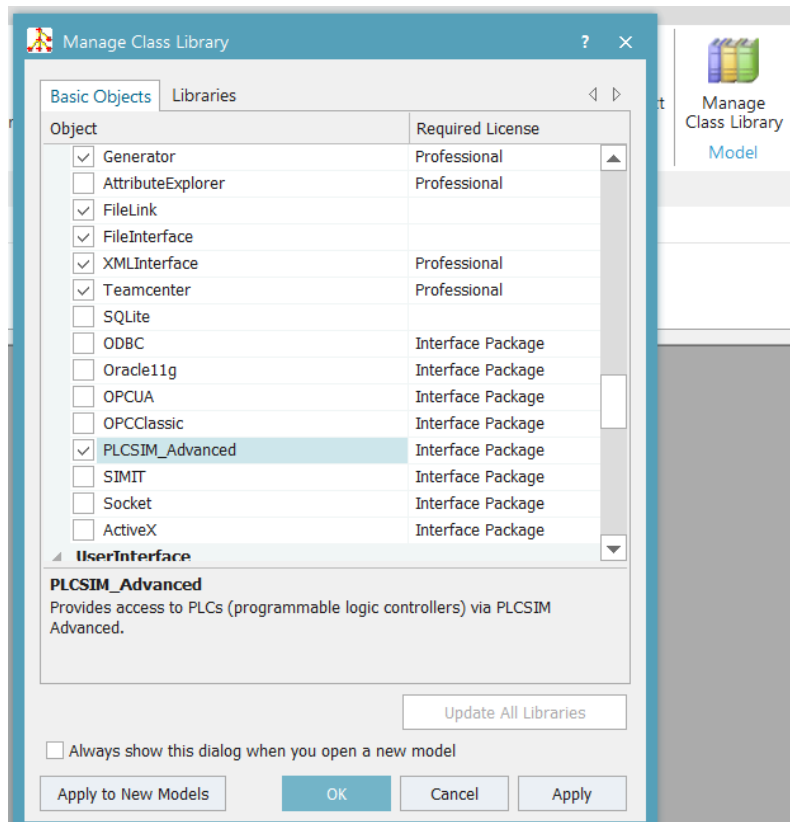 Manage Class Library
?
Basic Objects
Libraries
Object
Required License
Generator
Professional
AttributeExplorer
Professional
FileLink
FileInterface
XMLInterface
Professional
Teamcenter
Professional
SQLite
ODBC
Interface Package
Oracle11g
Interface Package
OPCUA
Interface Package
OPCClassic
Interface Package
PLCSIM_Advanced
Interface Package
SIMIT
Interface Package
Socket
Interface Package
ActiveX
Interface Package
UserInterface
PLCSIM_Advanced
Provides access to PLCs (programmable logic controllers) via PLCSIM
Advanced.
Update All Libraries
Always show this dialog when you open a new model
Apply to New Models
OK
Cancel
Apply
Manage
Class Library
Model